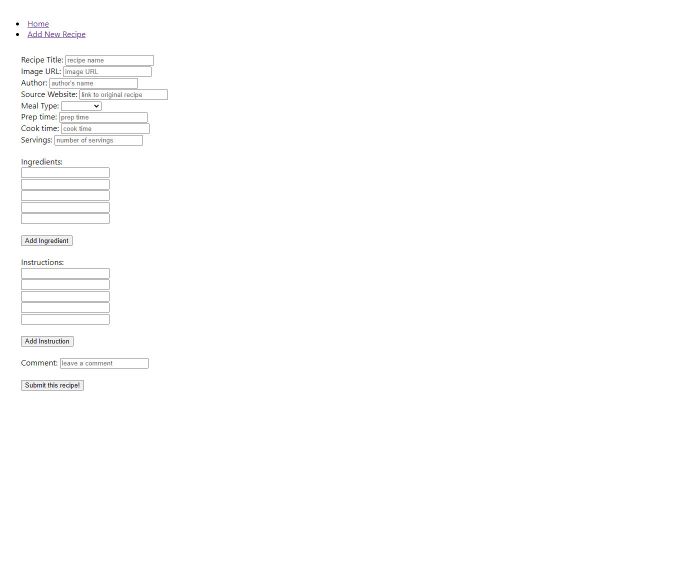 Home
Add New Recipe
Recipe Title: recipe name
Image URL: image URL
Author: author's name
Source Website: link to original recipe
Meal Type:
Prep time: prep time
Cook time: cook time
Servings: number of servings
Ingredients:
Add Ingredient
Instructions:
Add Instruction
Comment: leave a comment
Submit this recipe!